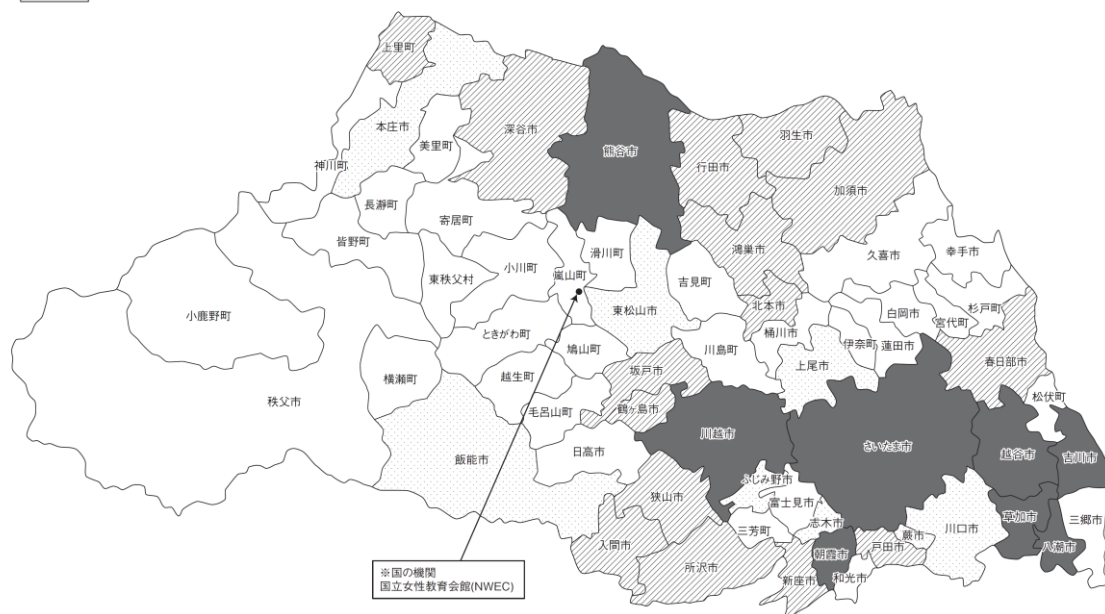 上里町
本庄市
美里町
深谷市
熊谷市
行田市
羽生市
加須市
神川町
長瀞町
寄居町
皆野町
東秩父村
小川町
嵐山町
滑川町
吉見町
鴻巣市
久喜市
幸手市
小鹿野町
東松山市
北本市
白岡市
杉戸町
宮代町
ときがわ町
鳩山町
川島町
桶川市
伊奈町
蓮田市
上尾市
春日部市
秩父市
横瀬町
越生町
坂戸市
松伏町
毛呂山町
鶴ヶ島市
川越市
さいたま市
越谷市
吉川市
飯能市
日高市
ふじみ野市
狭山市
富士見市
入間市
三芳町
志木市
蕨市
川口市
草加市
三郷市
所沢市
朝霞市
戸田市
八潮市
新座市
和光市
※国の機関
国立女性教育会館(NWEC)